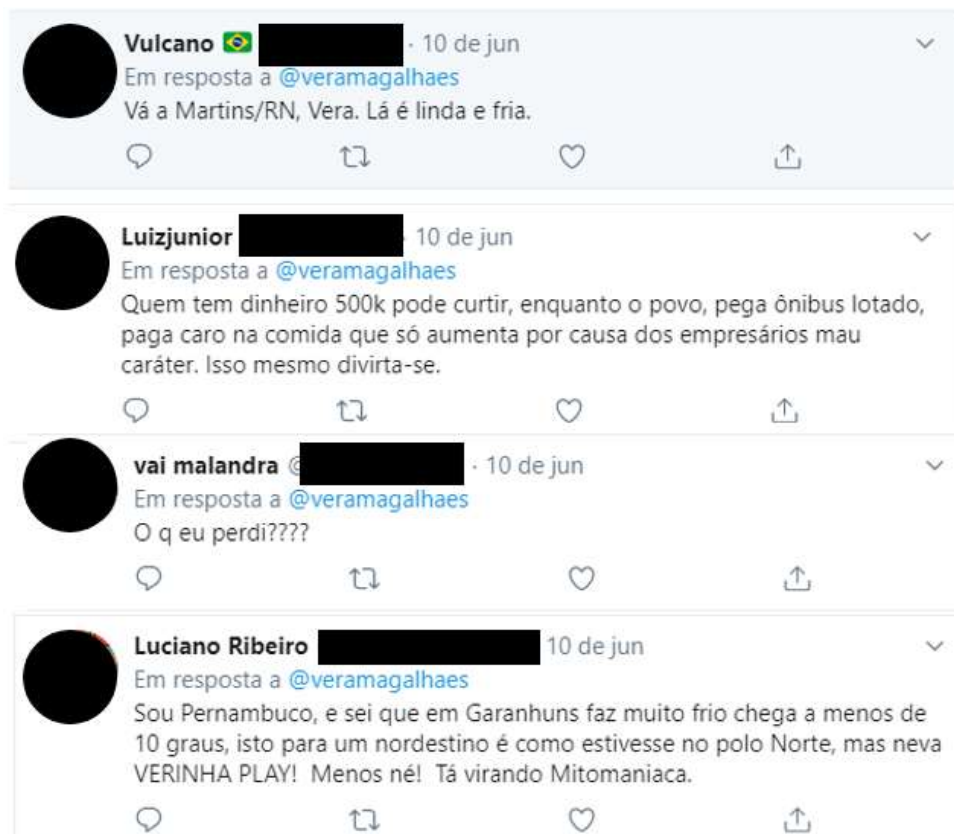 Vulcano · 10 de jun
Em resposta a @veramagalhaes
Vá a Martins/RN, Vera. Lá é linda e fria.
Luizjunior · 10 de jun
Em resposta a @veramagalhaes
Quem tem dinheiro 500k pode curtir, enquanto o povo, pega ônibus lotado,
paga caro na comida que só aumenta por causa dos empresários mau
caráter. Isso mesmo divirta-se.
vai malandra @ · 10 de jun
Em resposta a @veramagalhaes
O q eu perdi????
Luciano Ribeiro 10 de jun
Em resposta a @veramagalhaes
Sou Pernambuco, e sei que em Garanhuns faz muito frio chega a menos de
10 graus, isto para um nordestino é como estivesse no polo Norte, mas neva
VERINHA PLAY! Menos né! Tá virando Mitomaniaca.